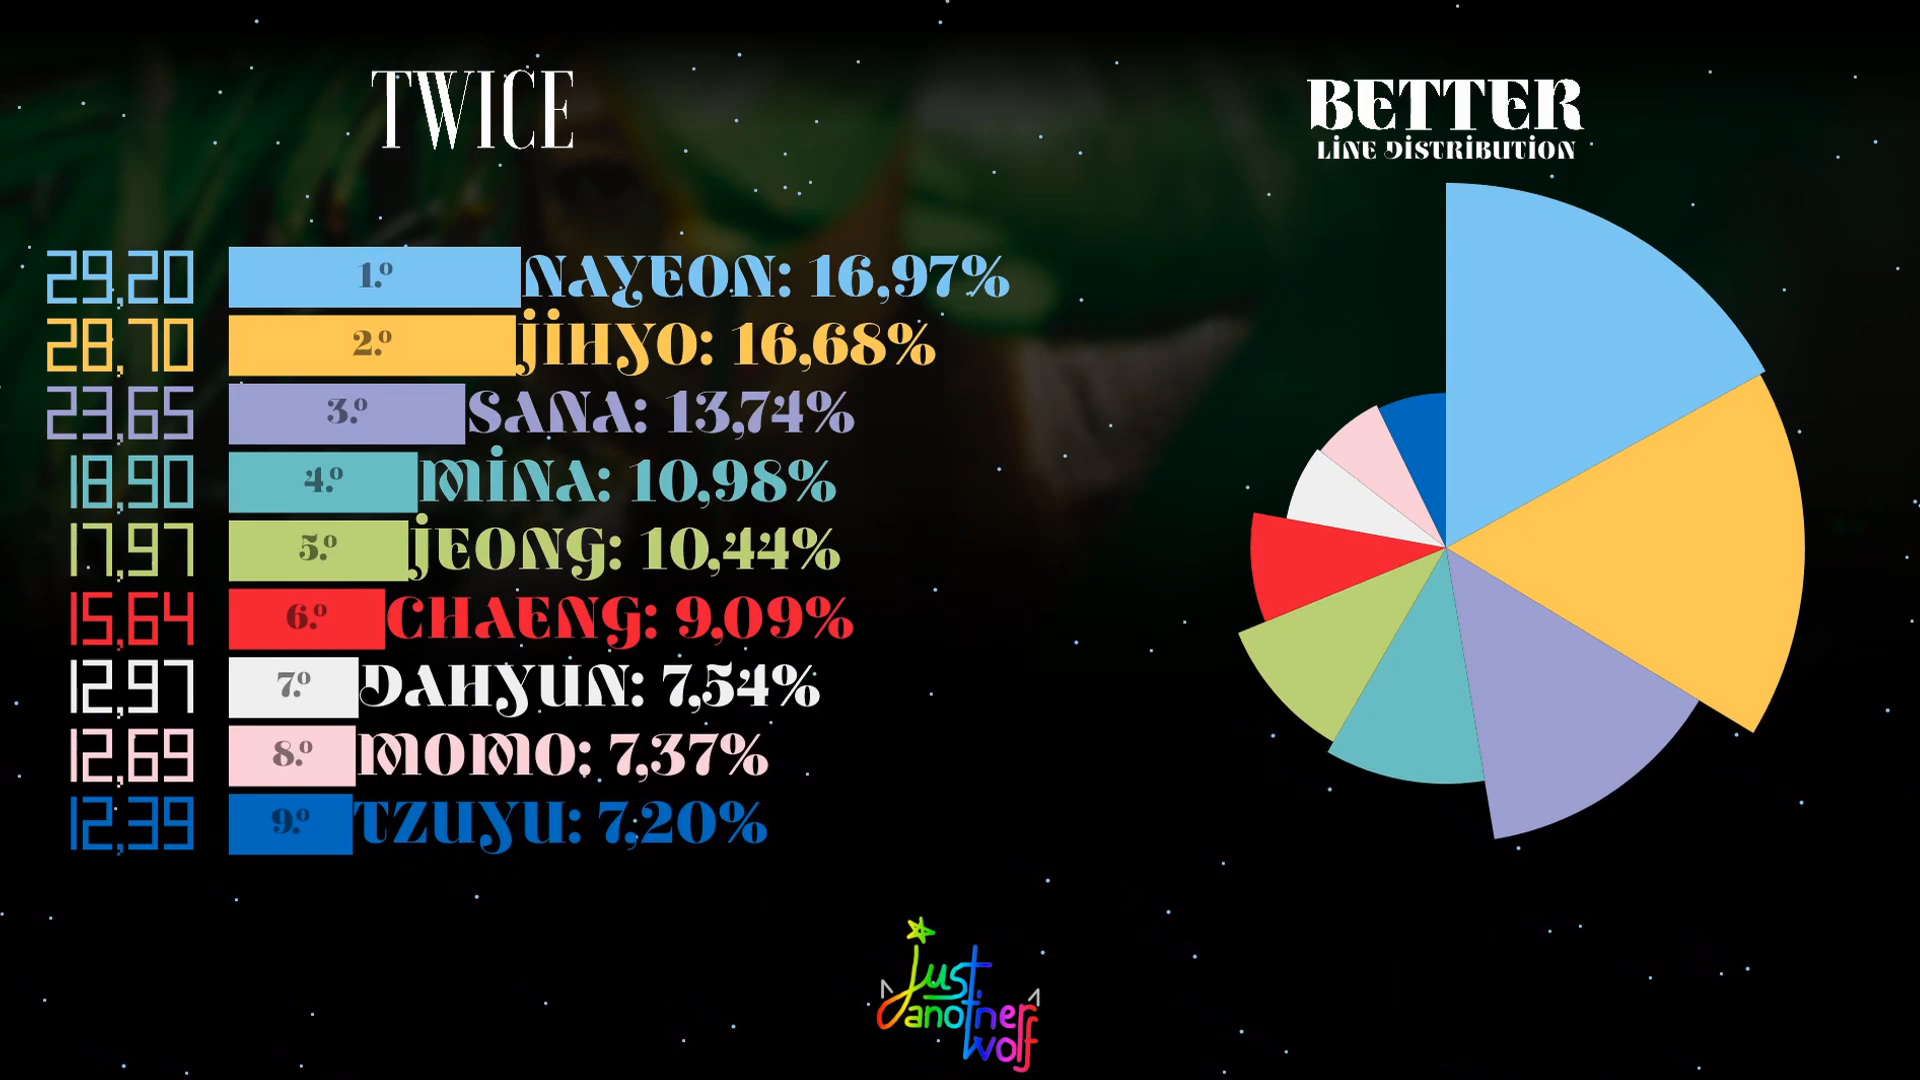 TWICE
BETTER
LINE DISTRIBUTION
29,20 1.º NAYEON: 16,97%
28,70 2.º JIHYO: 16,68%
23,65 3.º SANA: 13,74%
18,90 4.º MINA: 10,98%
17,97 5.º JEONG: 10,44%
15,64 6.º CHAENG: 9,09%
12,97 7.º DAHYUN: 7,54%
12,69 8.º MOMO: 7,37%
12,39 9.º TZUYU: 7,20%
just
another
wolf